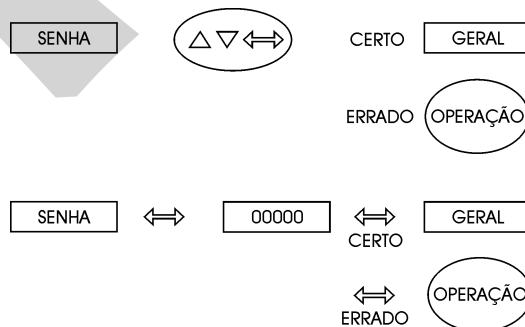 SENHA CERTO GERAL
ERRADO OPERAÇÃO
SENHA 00000 GERAL
CERTO
OPERAÇÃO
ERRADO